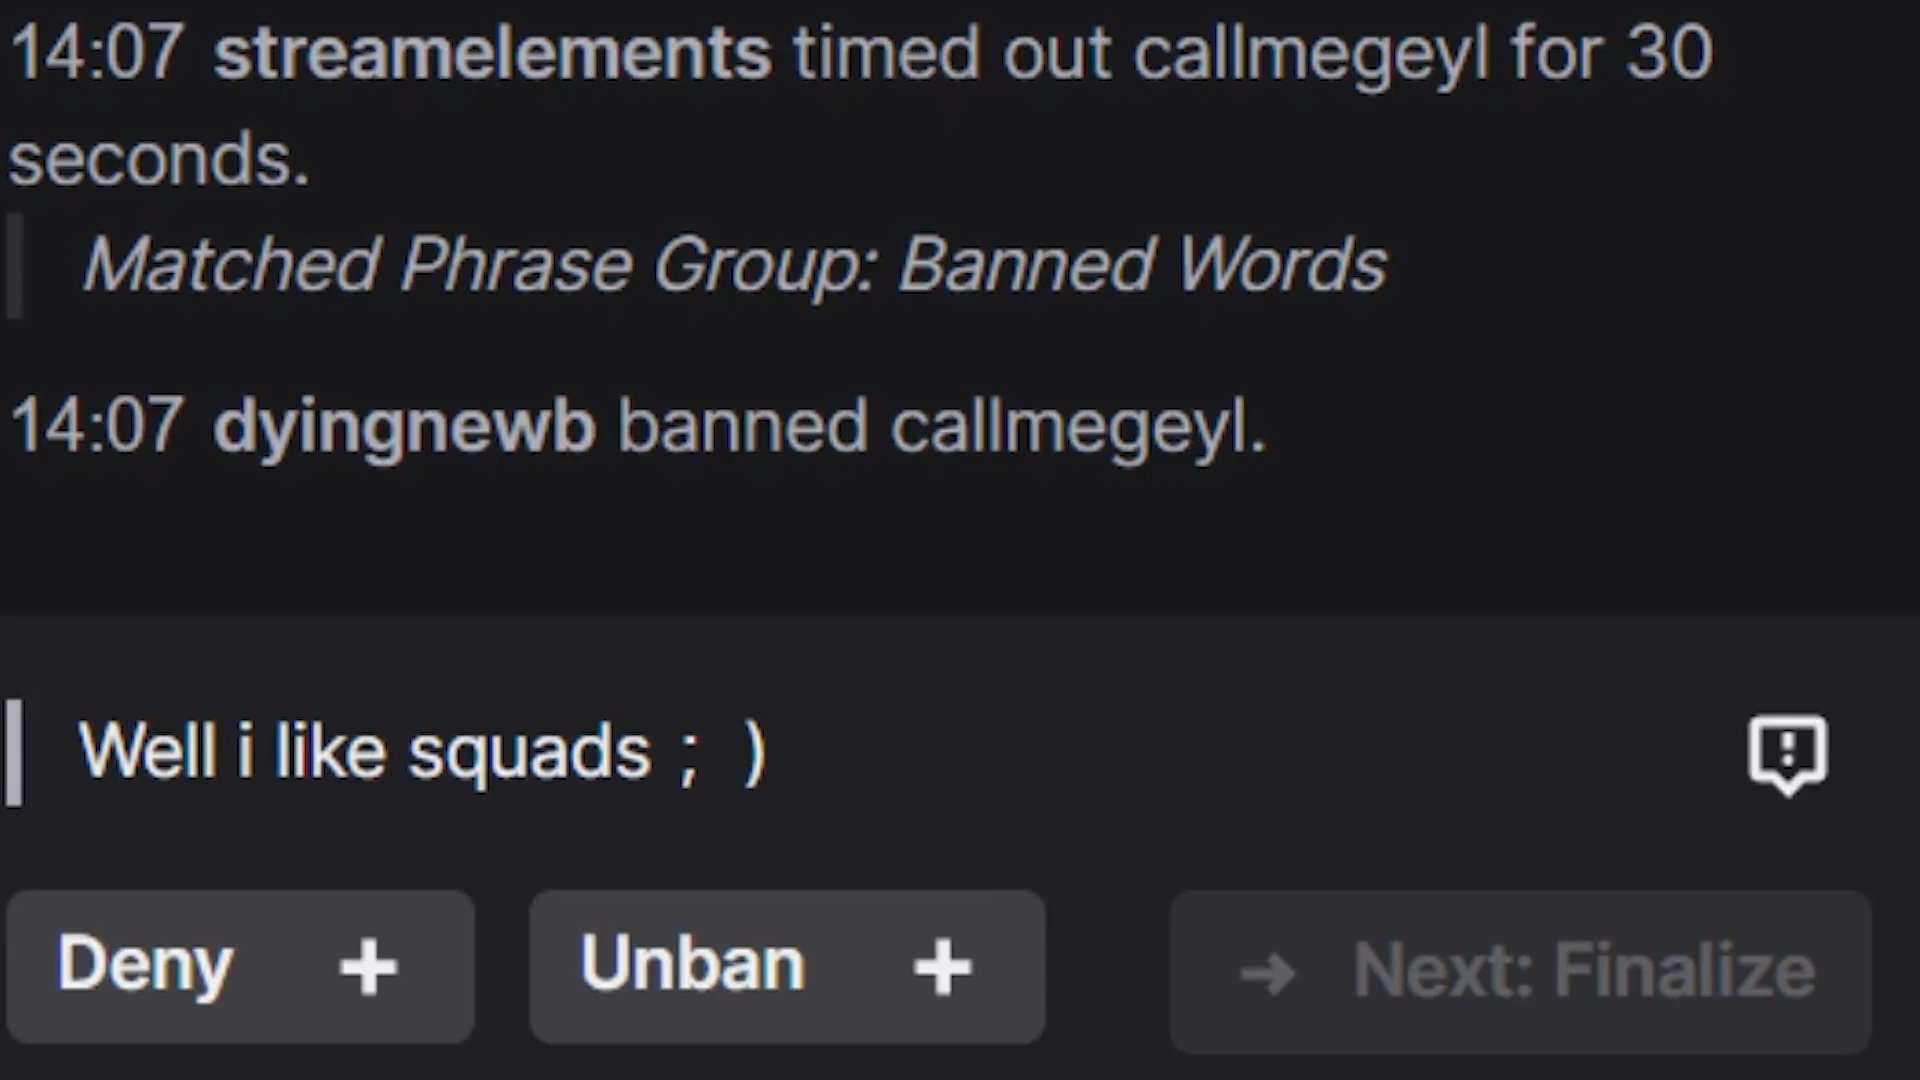 14:07 streamelements timed out callmegeyl for 30
seconds.
Matched Phrase Group: Banned Words
14:07 dyingnewb banned callmegeyl.
Well i like squads ; )
Deny +
Unban +
→ Next: Finalize